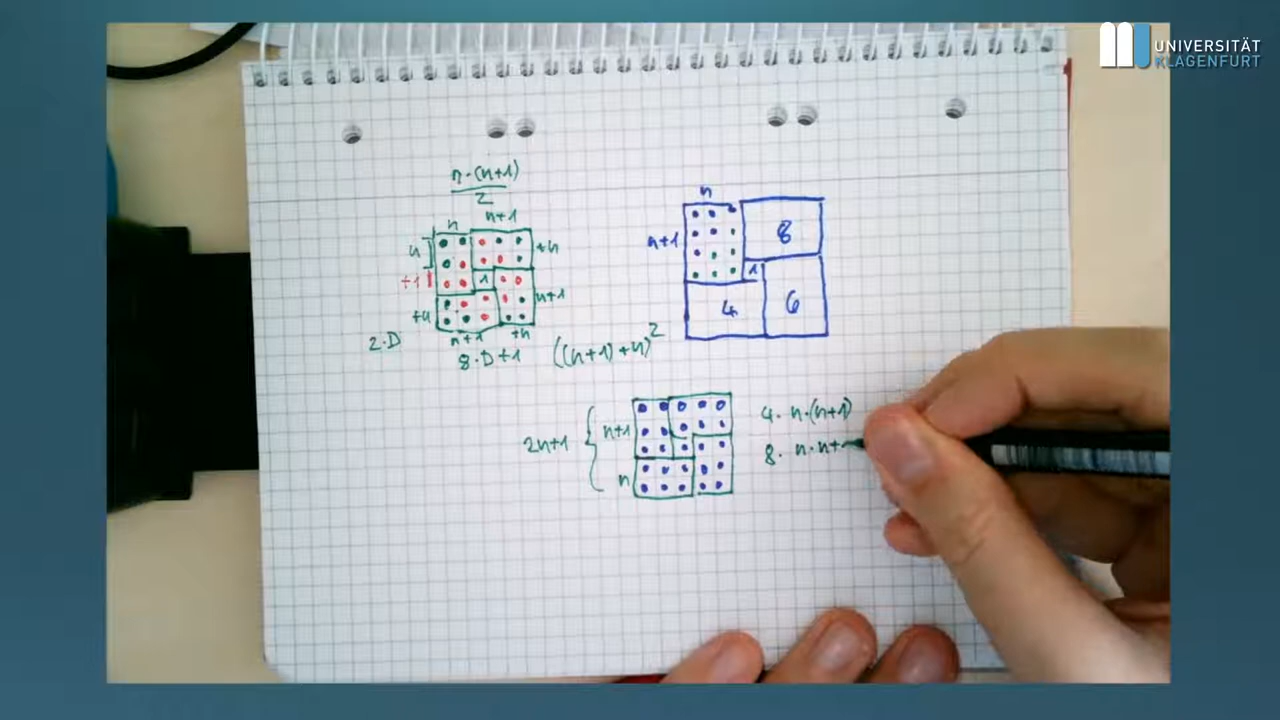 UNIVERSITÄT
KLAGENFURT
n·(n+1)
2
n
n+1
n
+n
+1
1
n+1
+n
n+1
+n
2·D
8·D+1
((n+1)+n)²
n
n+1
8
1
4
6
2n+1
n+1
n
4· n·(n+1)
8· n·n+